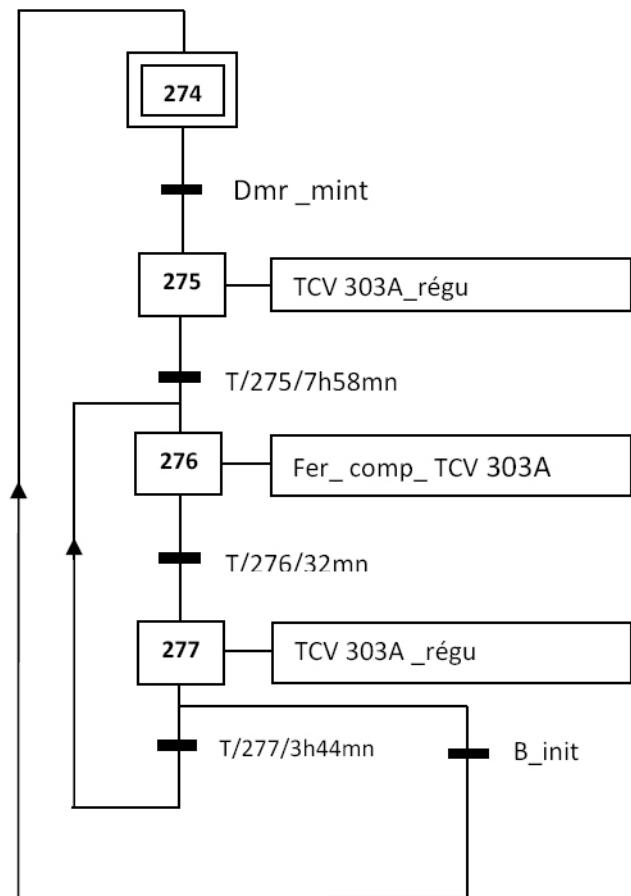 274
Dmr _mint
275
TCV 303A_régu
T/275/7h58mn
276
Fer_ comp_ TCV 303A
T/276/32mn
277
TCV 303A _régu
T/277/3h44mn
B_init